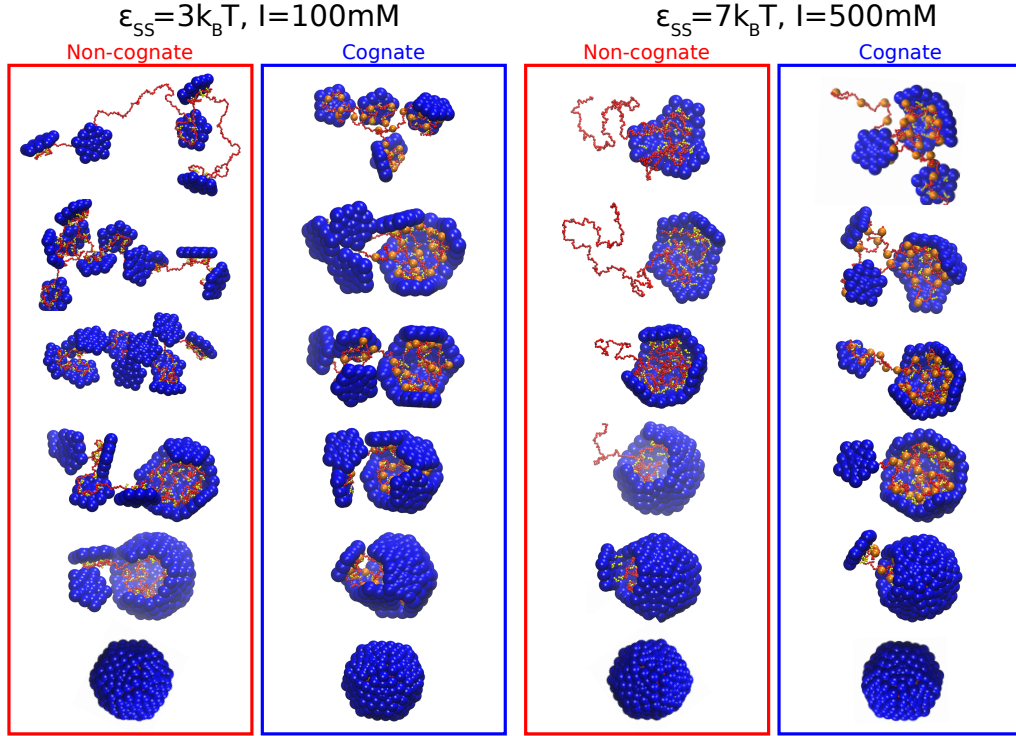 ε_SS=3k_BT, I=100mM
ε_SS=7k_BT, I=500mM
Non-cognate
Cognate
Non-cognate
Cognate